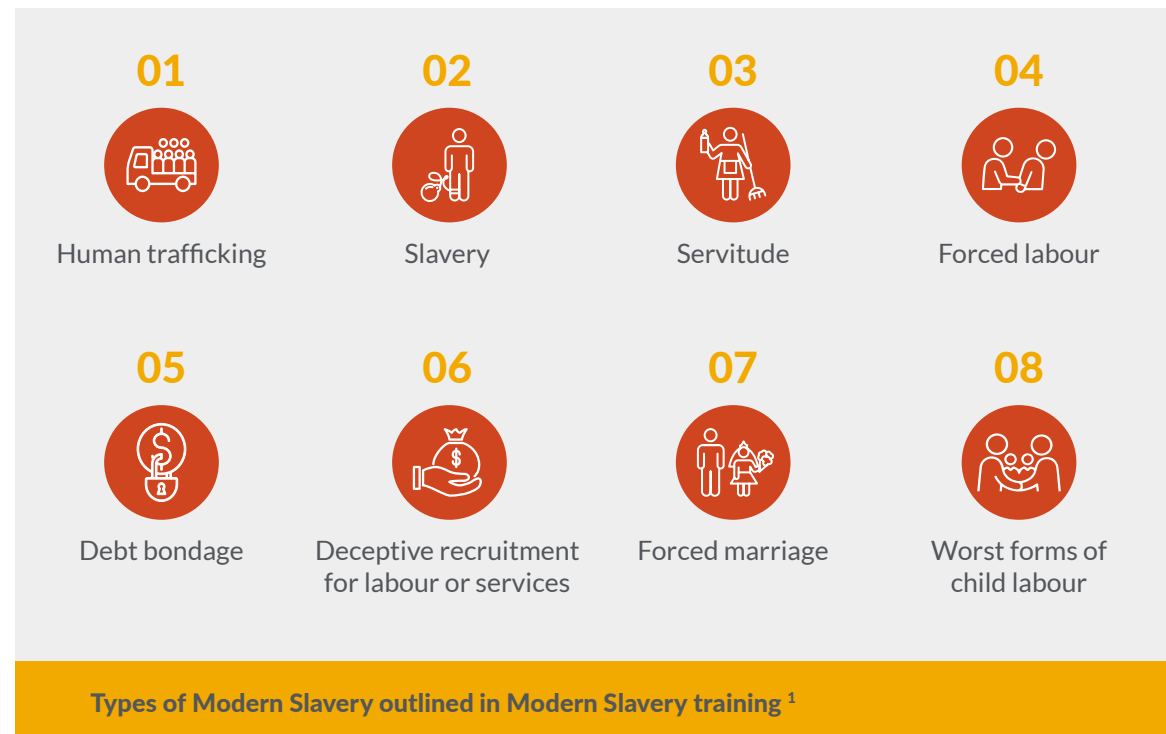 01
02
03
04
Human trafficking
Slavery
Servitude
Forced labour
05
06
07
08
Debt bondage
Deceptive recruitment
for labour or services
Forced marriage
Worst forms of
child labour
Types of Modern Slavery outlined in Modern Slavery training ¹